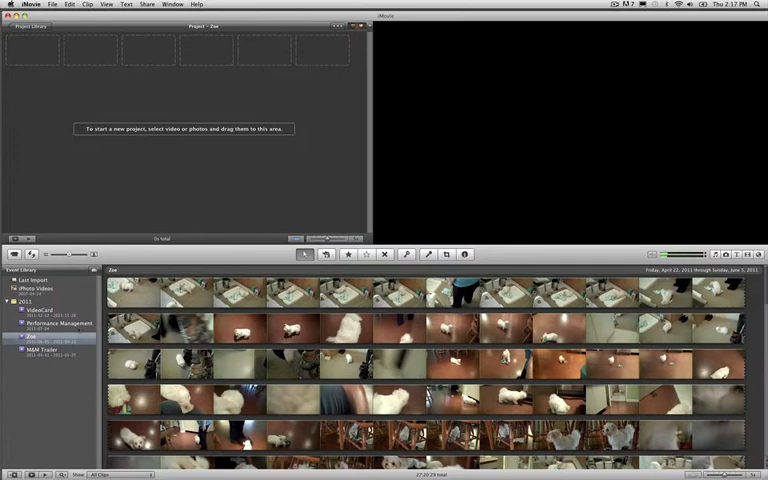 iMovie File Edit Clip View Text Share Window Help
M 7
Thu 2:17 PM
iMovie
Project Library
Project - Zoe
To start a new project, select video or photos and drag them to this area.
0s total
Event Library
Zoe
Friday, April 22, 2011 through Sunday, June 5, 2011
Last Import
iPhoto Videos
2011
VideoCard
Performance Management
Zoe
M&M Trailer
Show: All Clips
27:20:29 total